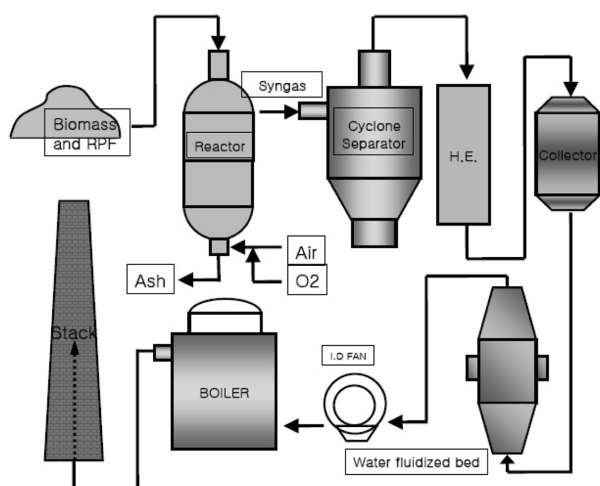 Syngas
Biomass
and RPF
Reactor
Cyclone
Separator
H.E.
Collector
Air
Ash
O2
Stack
I.D FAN
BOILER
Water fluidized bed